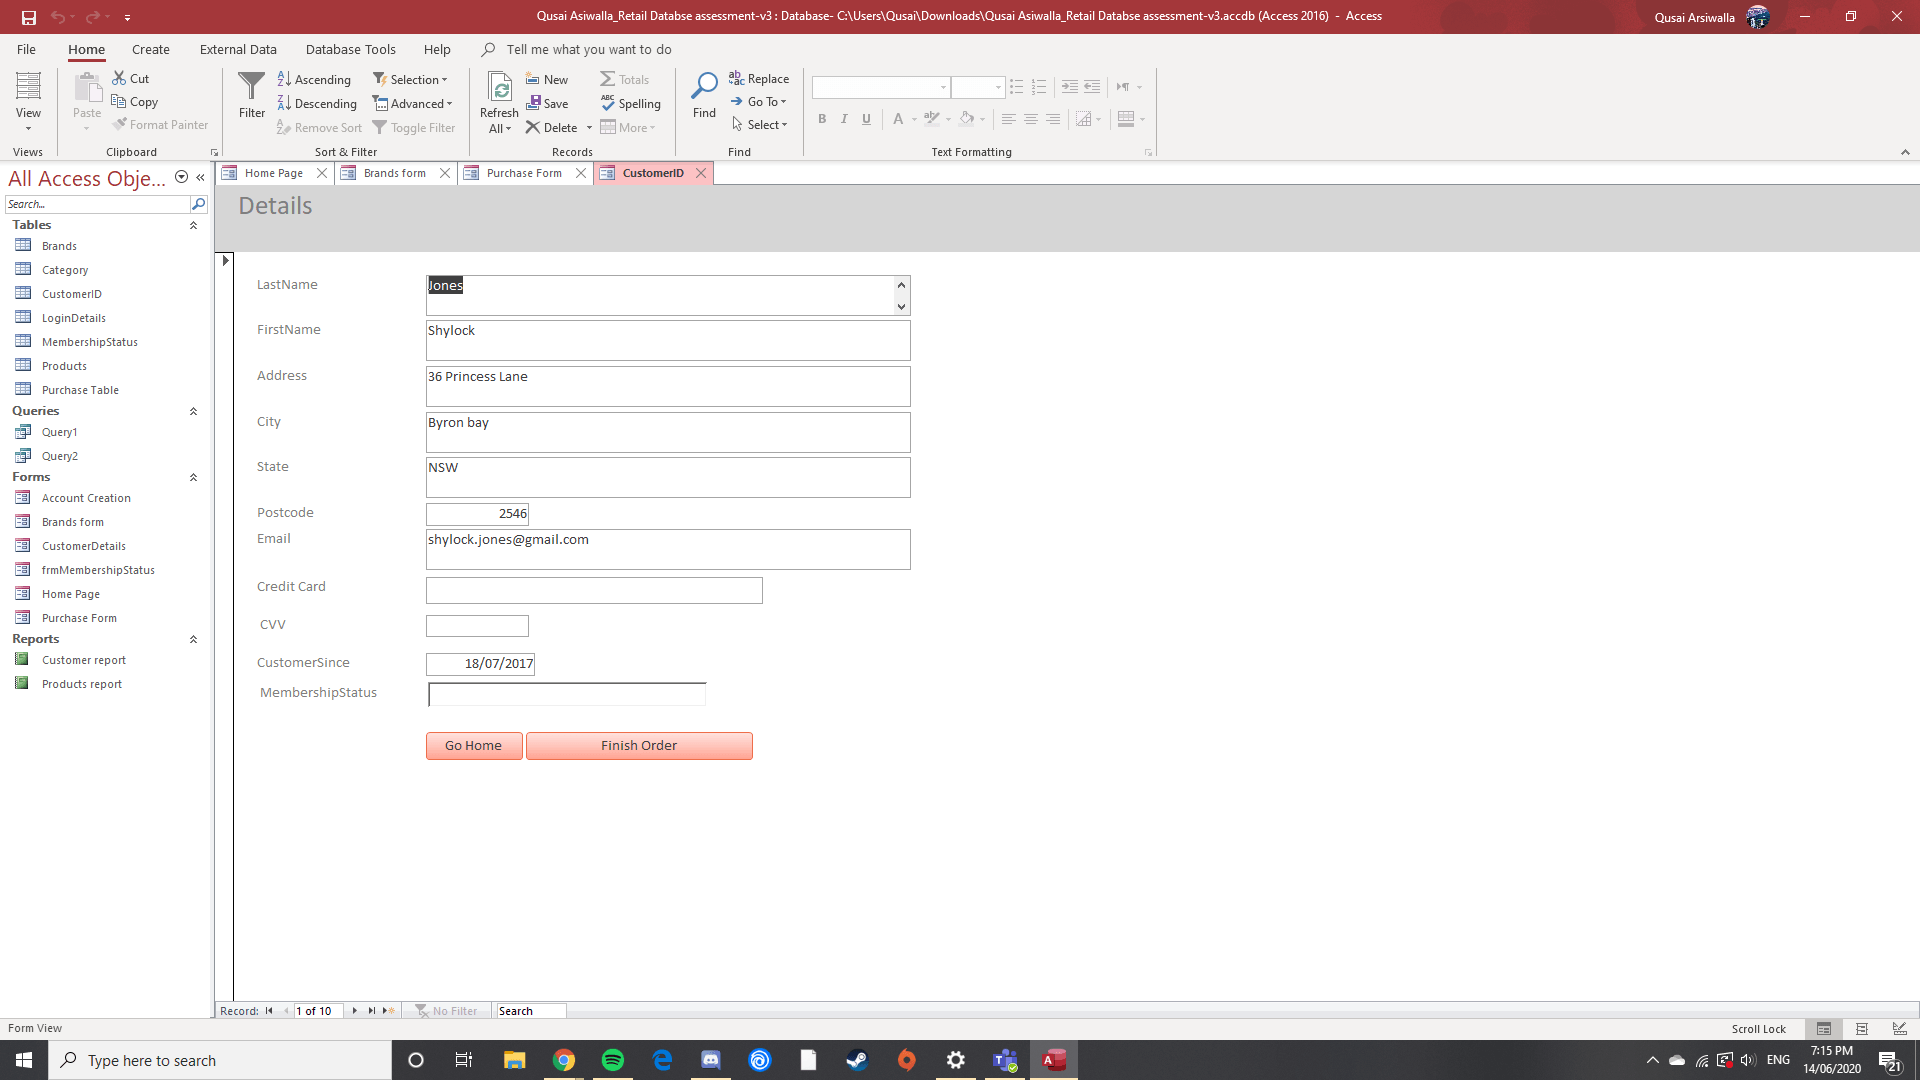 Qusai Asiwalla_Retail Databse assessment-v3 : Database- C:\Users\Qusai\Downloads\Qusai Asiwalla_Retail Databse assessment-v3.accdb (Access 2016)  -  Access
Qusai Arsiwalla
File
Home
Create
External Data
Database Tools
Help
Tell me what you want to do
View
Views
Paste
Cut
Copy
Format Painter
Clipboard
Filter
Ascending
Descending
Remove Sort
Selection
Advanced
Toggle Filter
Sort & Filter
Refresh
All
New
Save
Delete
Totals
Spelling
More
Records
Find
Replace
Go To
Select
Find
B I U A
Text Formatting
All Access Obje...
Search...
Tables
Brands
Category
CustomerID
LoginDetails
MembershipStatus
Products
Purchase Table
Queries
Query1
Query2
Forms
Account Creation
Brands form
CustomerDetails
frmMembershipStatus
Home Page
Purchase Form
Reports
Customer report
Products report
Home Page
Brands form
Purchase Form
CustomerID
Details
LastName
Jones
FirstName
Shylock
Address
36 Princess Lane
City
Byron bay
State
NSW
Postcode
2546
Email
shylock.jones@gmail.com
Credit Card
CVV
CustomerSince
18/07/2017
MembershipStatus
Go Home
Finish Order
Record:
1 of 10
No Filter
Search
Form View
Scroll Lock
Type here to search
ENG
7:15 PM
14/06/2020
21